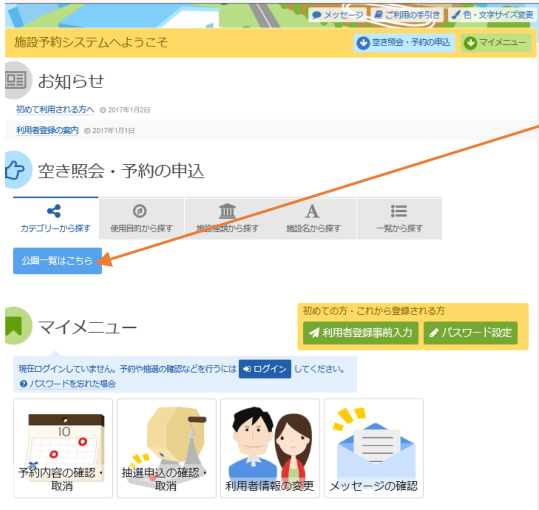 メッセージ ご利用の手引き 色・文字サイズ変更
施設予約システムへようこそ
空き照会・予約の申込 マイメニュー
お知らせ
初めて利用される方へ 2017年1月2日
利用者登録の案内 2017年1月1日
空き照会・予約の申込
カテゴリーから探す 使用目的から探す 施設種類から探す 施設名から探す 一覧から探す
公園一覧はこちら
初めての方・これから登録される方
マイメニュー
利用者登録事前入力 パスワード設定
現在ログインしていません。予約や抽選の確認などを行うには ログイン してください。
パスワードを忘れた場合
予約内容の確認・取消
抽選申込の確認・取消
利用者情報の変更
メッセージの確認